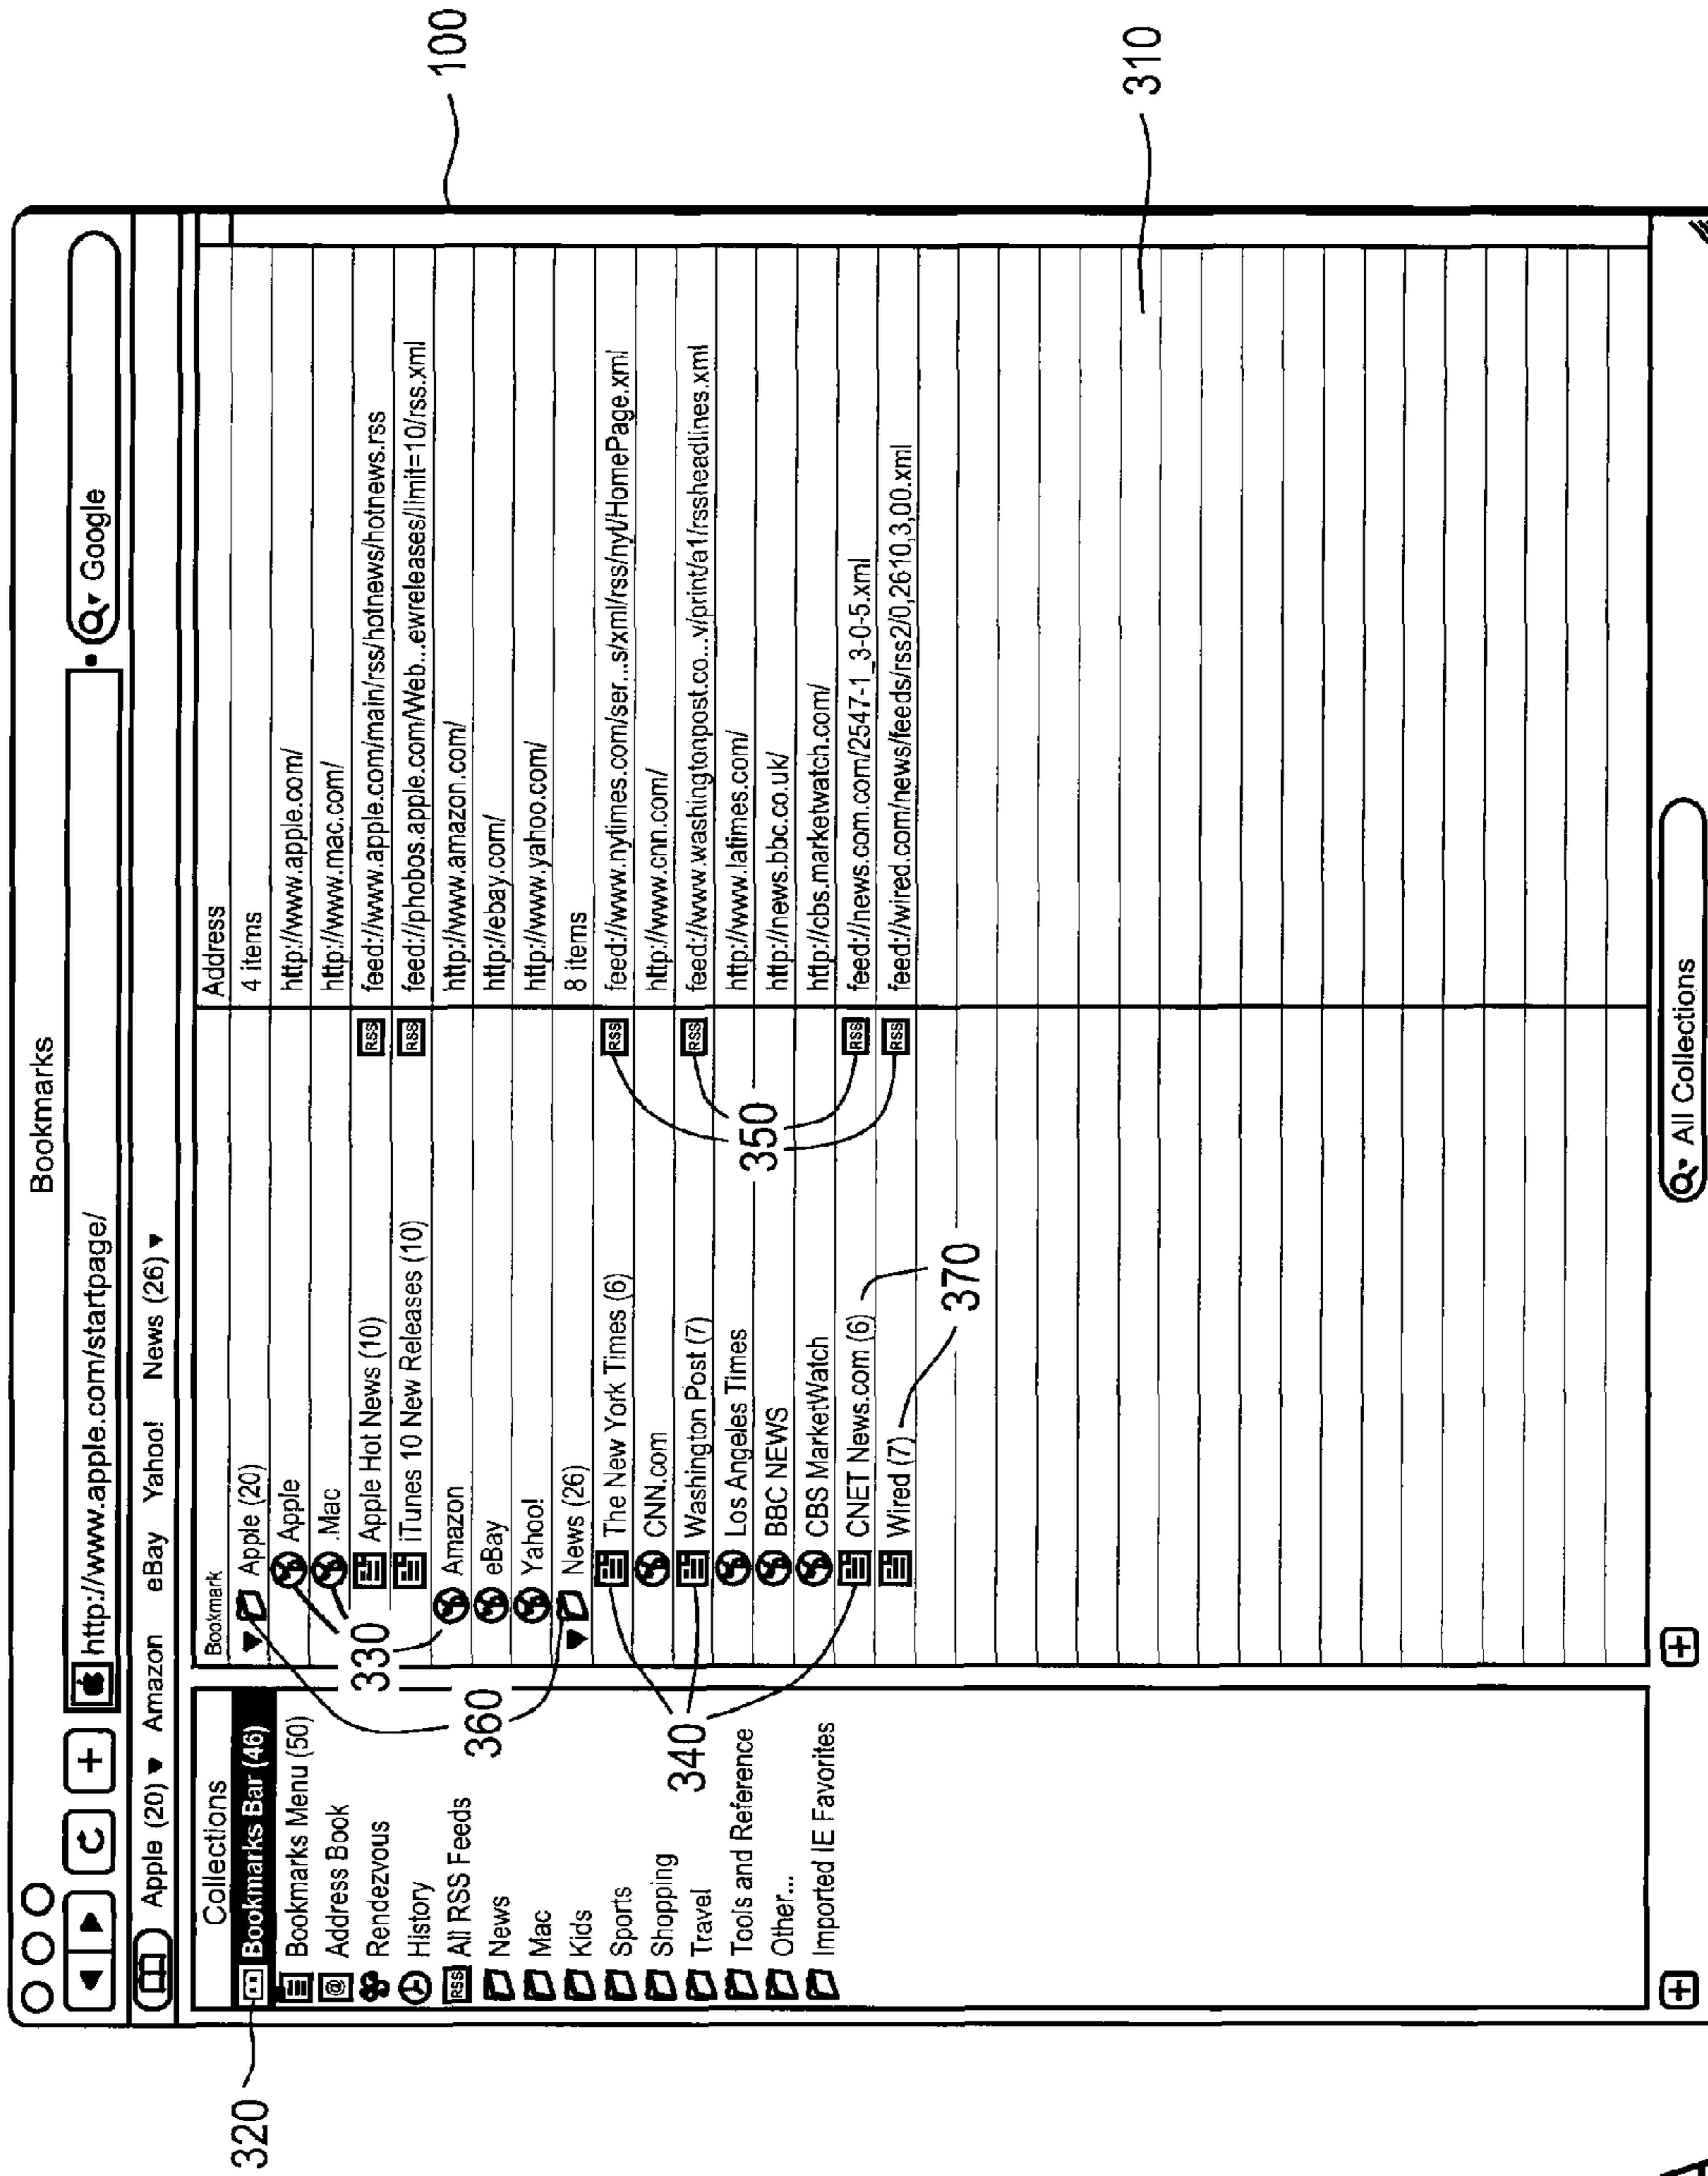 Bookmarks
http://www.apple.com/startpage/
Google
Apple (20) Amazon eBay Yahoo! News (26)
Collections
Bookmarks Bar (46)
Bookmarks Menu (50)
@ Address Book
Rendezvous
History
RSS All RSS Feeds
News
Mac
Kids
Sports
Shopping
Travel
Tools and Reference
Other...
Imported IE Favorites
Bookmark Address
Apple (20) 4 items
Apple http://www.apple.com/
.Mac http://www.mac.com/
Apple Hot News (10) RSS feed://www.apple.com/main/rss/hotnews/hotnews.rss
iTunes 10 New Releases (10) RSS feed://phobos.apple.com/Web...ewreleases/limit=10/rss.xml
Amazon http://www.amazon.com/
eBay http://ebay.com/
Yahoo! http://www.yahoo.com/
News (26) 8 items
The New York Times (6) RSS feed://www.nytimes.com/ser...s/xml/rss/nyt/HomePage.xml
CNN.com http://www.cnn.com/
Washington Post (7) RSS feed://www.washingtonpost.co...v/print/a1/rssheadlines.xml
Los Angeles Times http://www.latimes.com/
BBC NEWS http://news.bbc.co.uk/
CBS MarketWatch http://cbs.marketwatch.com/
CNET News.com (6) RSS feed://news.com.com/2547-1_3-0-5.xml
Wired (7) RSS feed://wired.com/news/feeds/rss2/0,2610,3,00.xml
All Collections
100
310
320
330
340
350
360
370